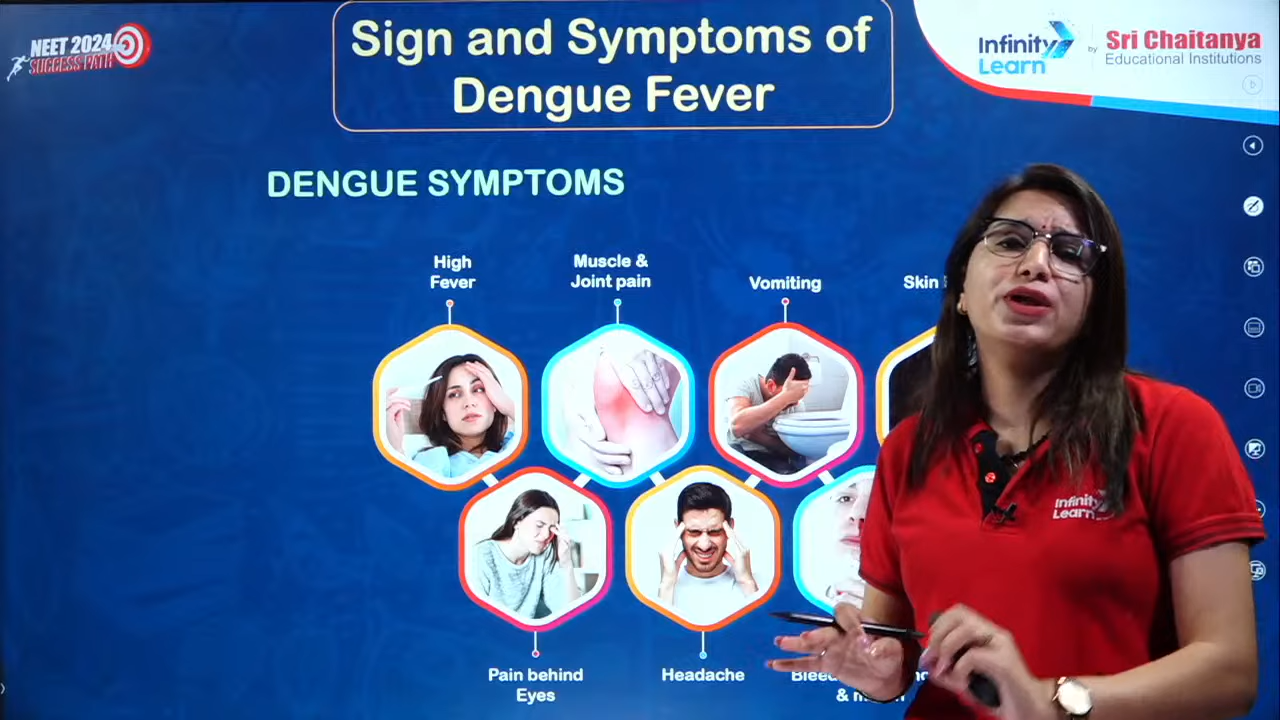 NEET 2024
SUCCESS PATH
Sign and Symptoms of
Dengue Fever
Infinity
Learn
by
Sri Chaitanya
Educational Institutions
DENGUE SYMPTOMS
High
Fever
Muscle &
Joint pain
Vomiting
Skin
Pain behind
Eyes
Headache
&
Infinity
Learn